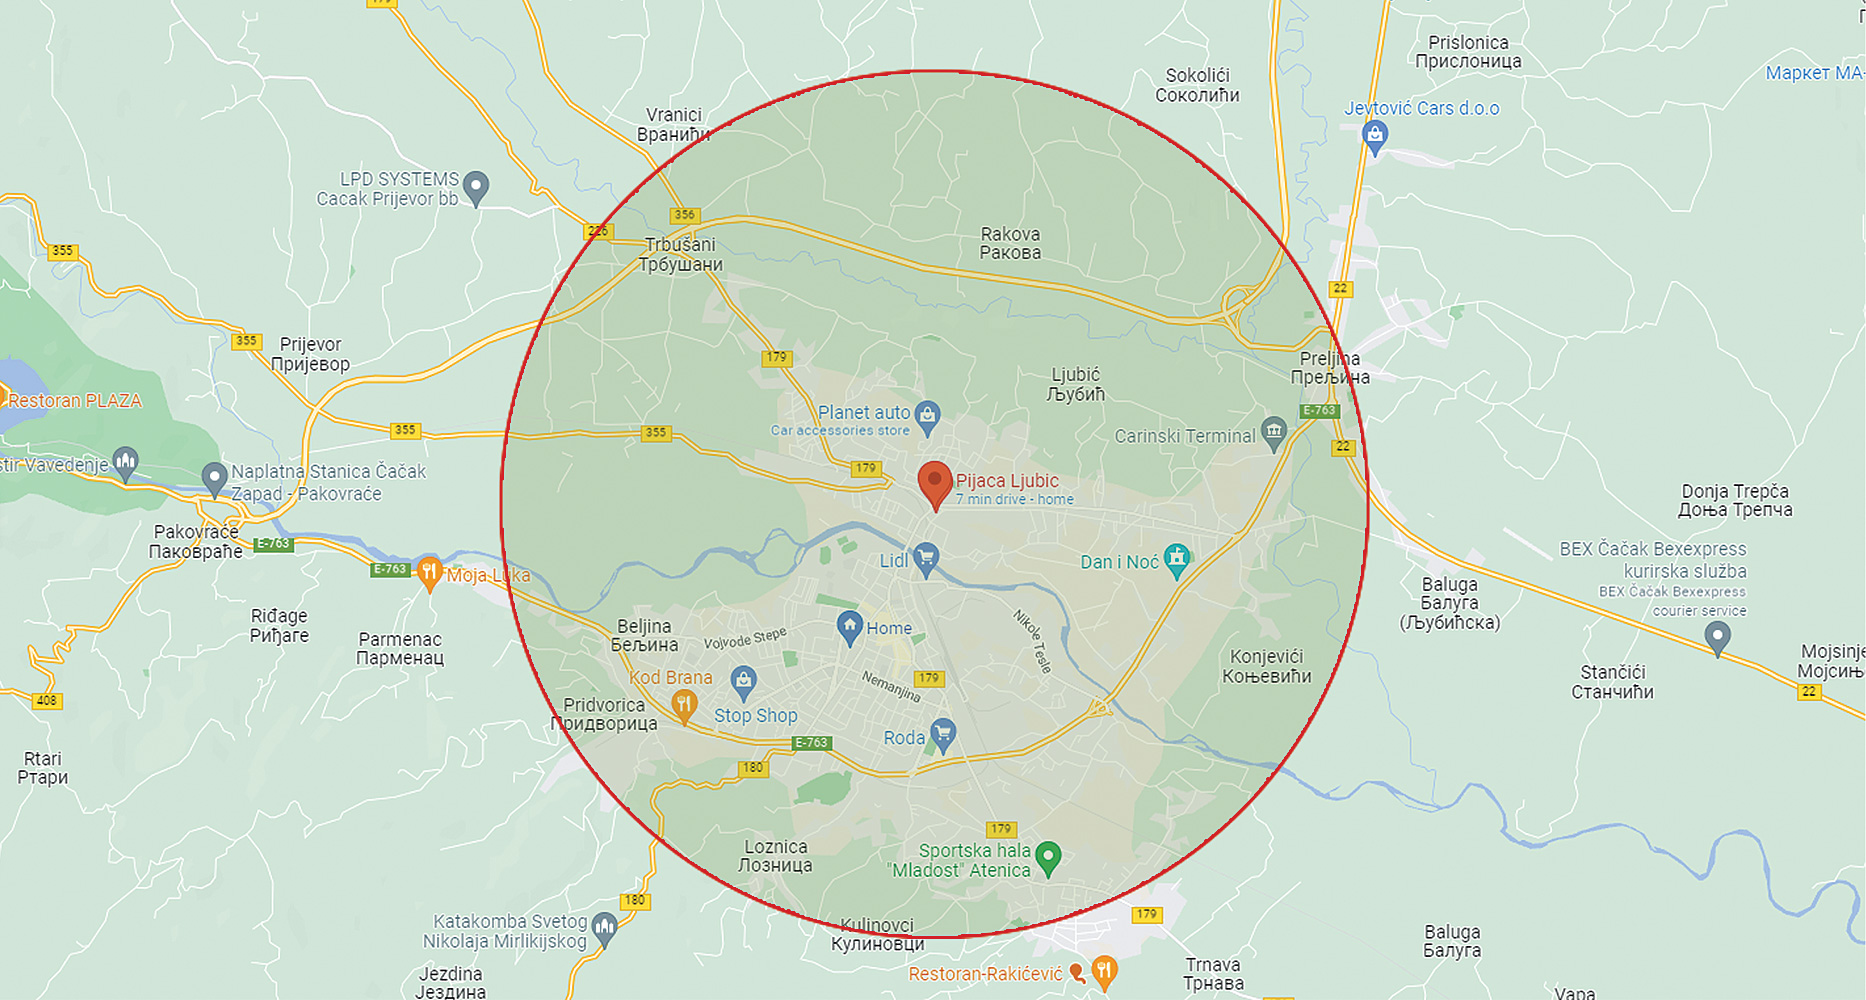 179
Prislonica
Прислоница
Sokolići
Соколићи
Маркет МА-
Jevtović Cars d.o.o
Vranici
Вранићи
LPD SYSTEMS
Cacak Prijevor bb
356
226
Trbušani
Трбушани
Rakova
Ракова
355
22
355
Prijevor
Пријевор
179
Preljina
Прељина
Ljubić
Љубић
Restoran PLAZA
Planet auto
Car accessories store
E-763
355
355
Carinski Terminal
22
stir Vavedenje
Naplatna Stanica Čačak
Zapad - Pakovraće
179
Pijaca Ljubic
7 min drive - home
Donja Trepča
Доња Трепча
Pakovraće
Паковраће
E-763
E-763
Moja Luka
Lidl
Dan i Noć
BEX Čačak Bexexpress
kurirska služba
BEX Čačak Bexexpress
courier service
Baluga
Балуга
(Љубићска)
Riđage
Риђаге
Parmenac
Парменац
Beljina
Бељина
Vojvode Stepe
Home
Nikole Tesle
Konjevići
Коњевићи
Mojsinje
Мојсињ
Stančići
Станчићи
22
408
Kod Brana
Nemanjina
179
Pridvorica
Придворица
Stop Shop
Roda
E-763
180
Rtari
Ртари
179
Loznica
Лозница
Sportska hala
"Mladost" Atenica
180
179
Katakomba Svetog
Nikolaja Mirlikijskog
Kulinovci
Кулиновци
Baluga
Балуга
Jezdina
Јездина
Restoran-Rakićević
Trnava
Трнава
Vapa